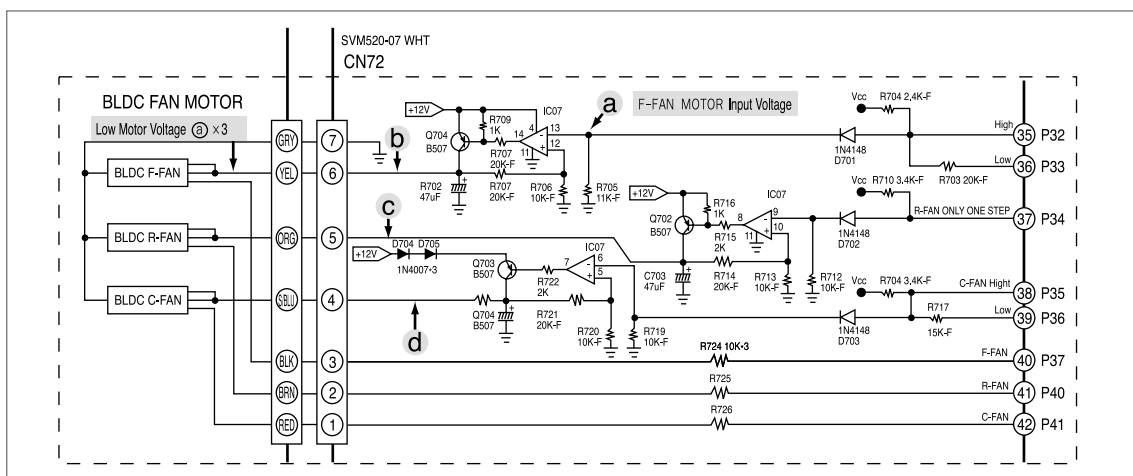 SVM520-07 WHT
CN72
BLDC FAN MOTOR
Low Motor Voltage ⓐ ×3
a
F-FAN MOTOR Input Voltage
b
c
d
GRY
YEL
ORG
S/BLU
BLK
BRN
RED
7
6
5
4
3
2
1
BLDC F-FAN
BLDC R-FAN
BLDC C-FAN
+12V
Q704
B507
R709
1K
IC07
14
4
13
11
12
-
+
R707
20K-F
R707
20K-F
R702
47uF
+
R706
10K-F
R705
11K-F
Vcc
R704 2,4K-F
1N4148
D701
High
35
P32
Low
36
P33
R703 20K-F
+12V
Q702
B507
R716
1K
IC07
8
9
10
11
-
+
R715
2K
C703
47uF
+
R714
20K-F
R713
10K-F
R712
10K-F
Vcc
R710 3.4K-F
1N4148
D702
R-FAN ONLY ONE STEP
37
P34
+12V
D704
D705
1N4007*3
Q703
B507
R722
2K
IC07
7
6
5
-
+
Q704
B507
+
R721
20K-F
R720
10K-F
R719
10K-F
Vcc
R704 3,4K-F
1N4148
D703
C-FAN Hight
38
P35
Low
39
P36
R717
15K-F
R724 10K*3
F-FAN
40
P37
R725
R-FAN
41
P40
R726
C-FAN
42
P41